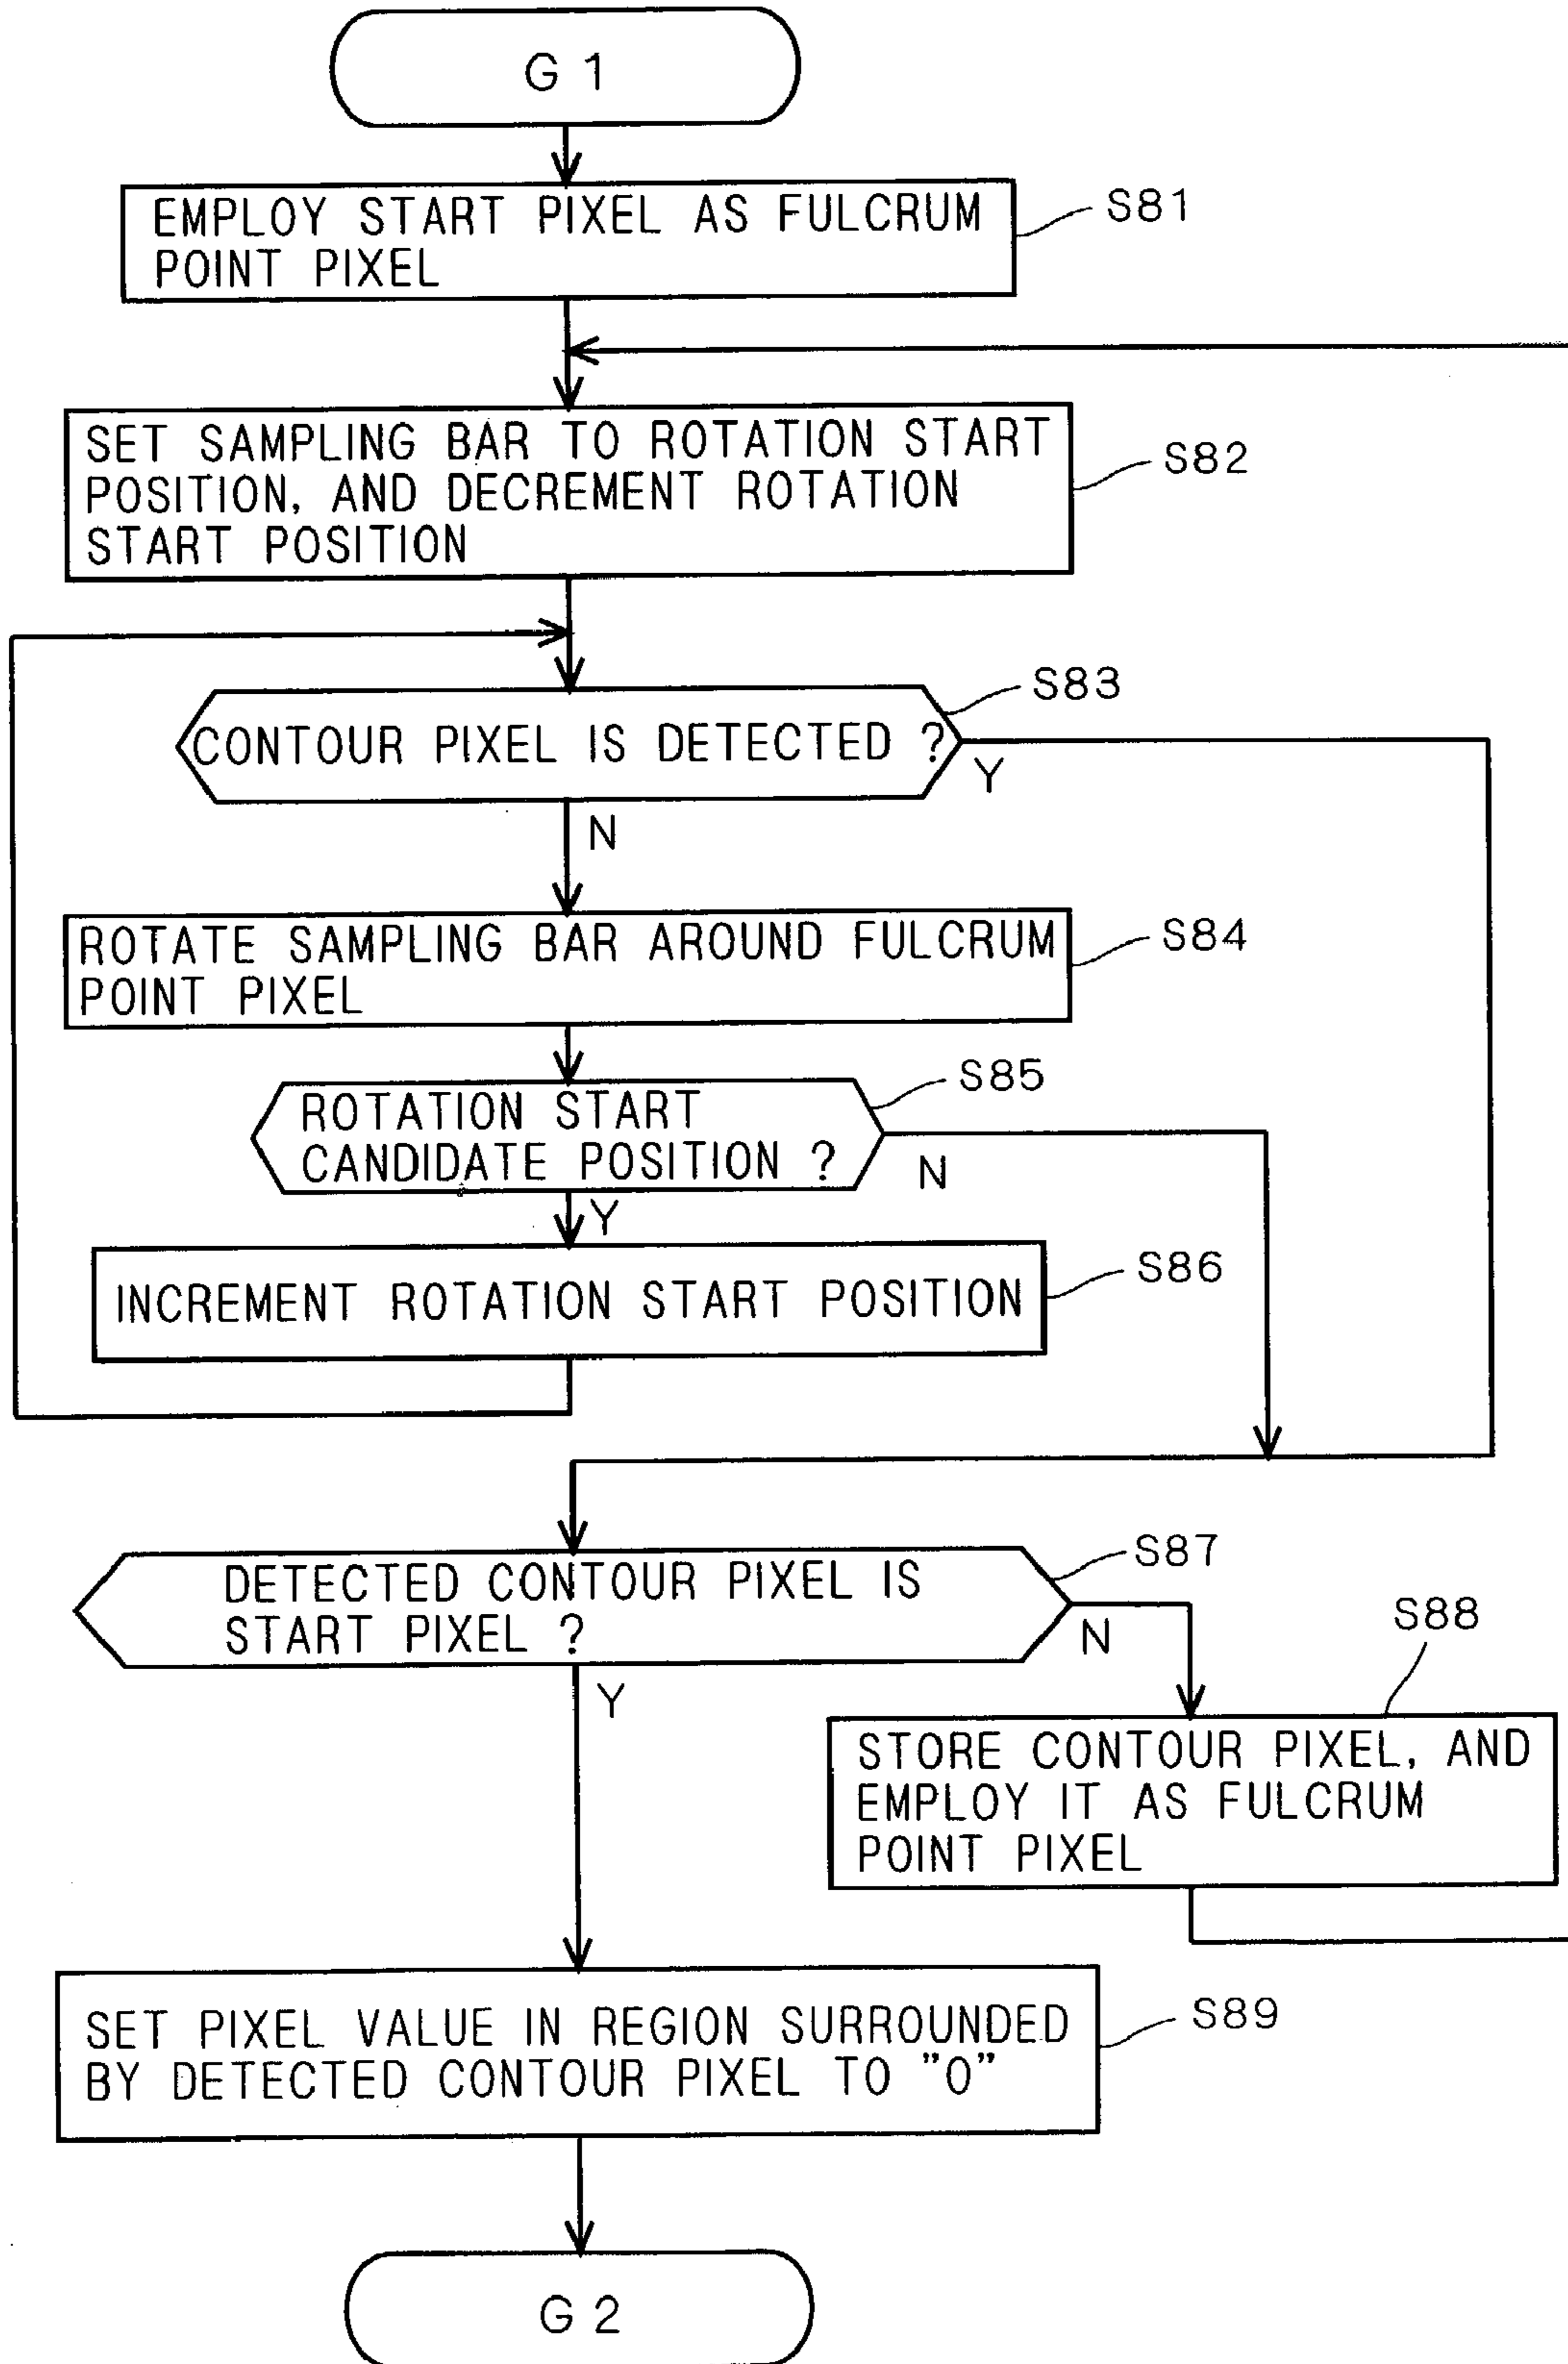 G 1
EMPLOY START PIXEL AS FULCRUM
POINT PIXEL
S81
SET SAMPLING BAR TO ROTATION START
POSITION, AND DECREMENT ROTATION
START POSITION
S82
S83
CONTOUR PIXEL IS DETECTED ?
Y
N
ROTATE SAMPLING BAR AROUND FULCRUM
POINT PIXEL
S84
S85
ROTATION START
CANDIDATE POSITION ?
N
Y
INCREMENT ROTATION START POSITION
S86
S87
DETECTED CONTOUR PIXEL IS
START PIXEL ?
N
Y
S88
STORE CONTOUR PIXEL, AND
EMPLOY IT AS FULCRUM
POINT PIXEL
SET PIXEL VALUE IN REGION SURROUNDED
BY DETECTED CONTOUR PIXEL TO "0"
S89
G 2